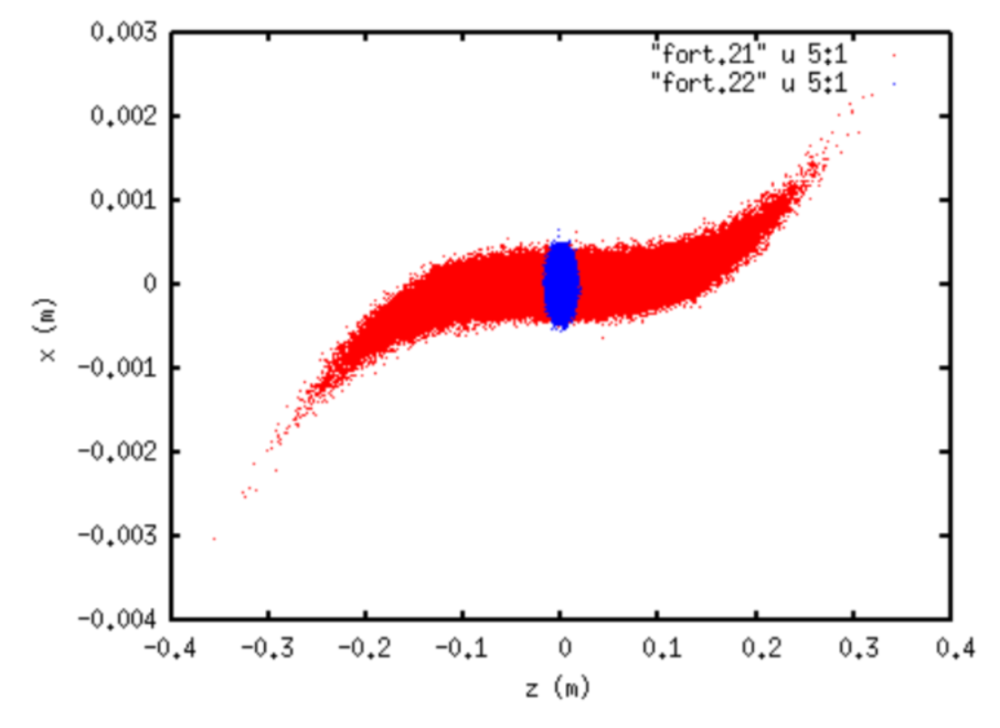 0.003
"fort.21" u 5:1
"fort.22" u 5:1
0.002
0.001
0
x (m)
-0.001
-0.002
-0.003
-0.004
-0.4 -0.3 -0.2 -0.1 0 0.1 0.2 0.3 0.4
z (m)